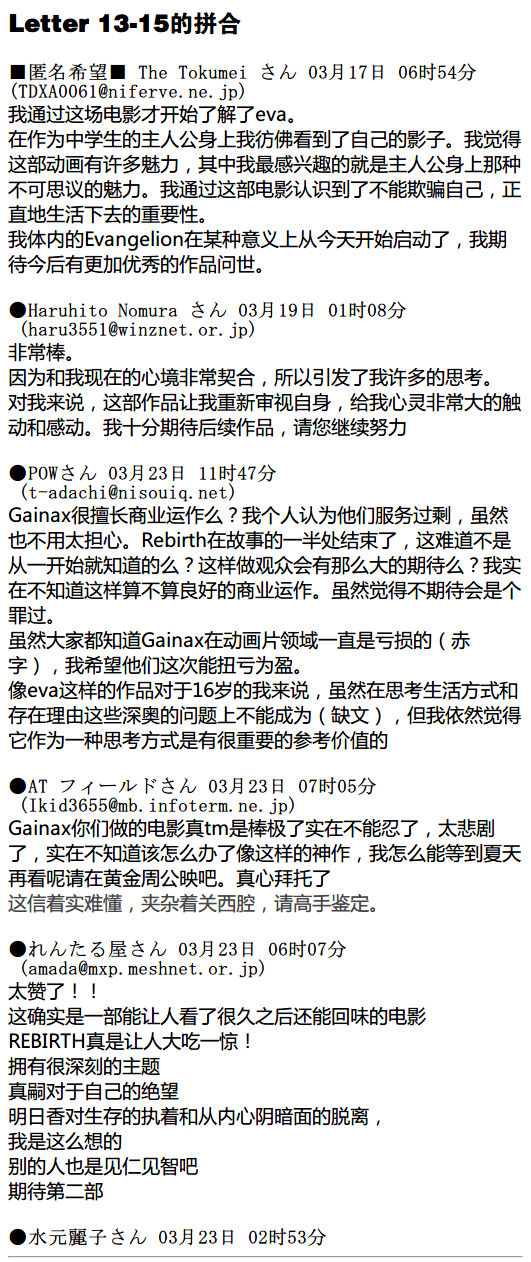 Letter 13-15的拼合
■匿名希望■ The Tokumei さん 03月17日 06时54分
(TDXA0061@niferve.ne.jp)
我通过这场电影才开始了解了eva。
在作为中学生的主人公身上我彷佛看到了自己的影子。我觉得
这部动画有许多魅力，其中我最感兴趣的就是主人公身上那种
不可思议的魅力。我通过这部电影认识到了不能欺骗自己，正
直地生活下去的重要性。
我体内的Evangelion在某种意义上从今天开始启动了，我期
待今后有更加优秀的作品问世。
●Haruhito Nomura さん 03月19日 01时08分
(haru3551@winznet.or.jp)
非常棒。
因为和我现在的心境非常契合，所以引发了我许多的思考。
对我来说，这部作品让我重新审视自身，给我心灵非常大的触
动和感动。我十分期待后续作品，请您继续努力
●POWさん 03月23日 11时47分
(t-adachi@nisouiq.net)
Gainax很擅长商业运作么？我个人认为他们服务过剩，虽然
也不用太担心。Rebirth在故事的一半处结束了，这难道不是
从一开始就知道的么？这样做观众会有那么大的期待么？我实
在不知道这样算不算良好的商业运作。虽然觉得不期待会是个
罪过。
虽然大家都知道Gainax在动画片领域一直是亏损的（赤
字），我希望他们这次能扭亏为盈。
像eva这样的作品对于16岁的我来说，虽然在思考生活方式和
存在理由这些深奥的问题上不能成为（缺文），但我依然觉得
它作为一种思考方式是有很重要的参考价值的
●AT フィールドさん 03月23日 07时05分
(Ikid3655@mb.infoterm.ne.jp)
Gainax你们做的电影真tm是棒极了实在不能忍了，太悲剧
了，实在不知道该怎么办了像这样的神作，我怎么能等到夏天
再看呢请在黄金周公映吧。真心拜托了
这信着实难懂，夹杂着关西腔，请高手鉴定。
●れんたる屋さん 03月23日 06时07分
(amada@mxp.meshnet.or.jp)
太赞了！！
这确实是一部能让人看了很久之后还能回味的电影
REBIRTH真是让人大吃一惊！
拥有很深刻的主题
真嗣对于自己的绝望
明日香对生存的执着和从内心阴暗面的脱离，
我是这么想的
别的人也是见仁见智吧
期待第二部
●水元麗子さん 03月23日 02时53分